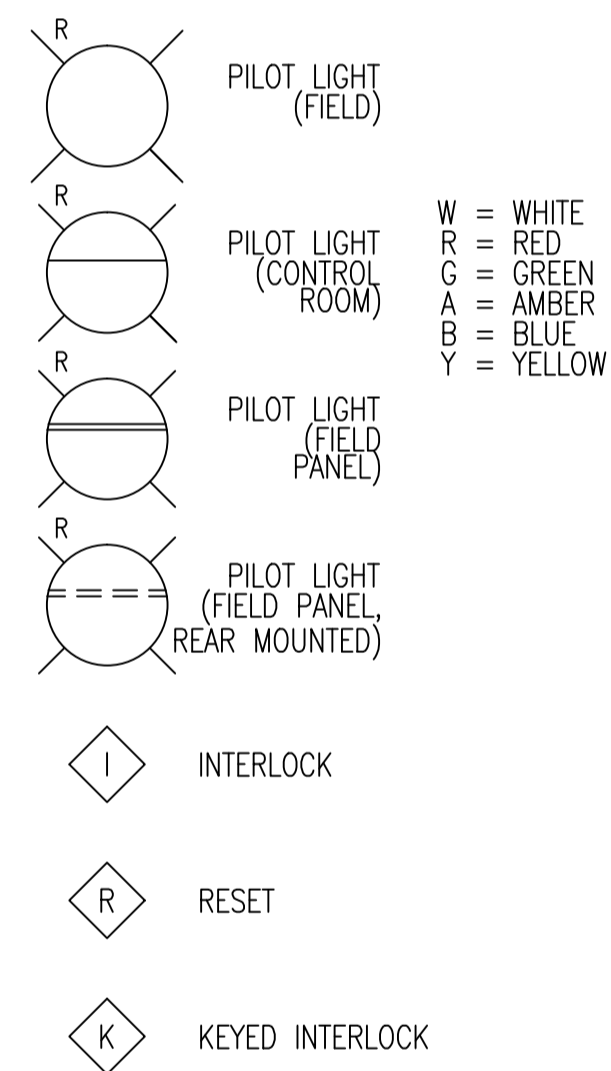 R
PILOT LIGHT
(FIELD)
R
PILOT LIGHT
(CONTROL
ROOM)
W = WHITE
R = RED
G = GREEN
A = AMBER
B = BLUE
Y = YELLOW
R
PILOT LIGHT
(FIELD
PANEL)
R
PILOT LIGHT
(FIELD PANEL,
REAR MOUNTED)
I INTERLOCK
R RESET
K KEYED INTERLOCK